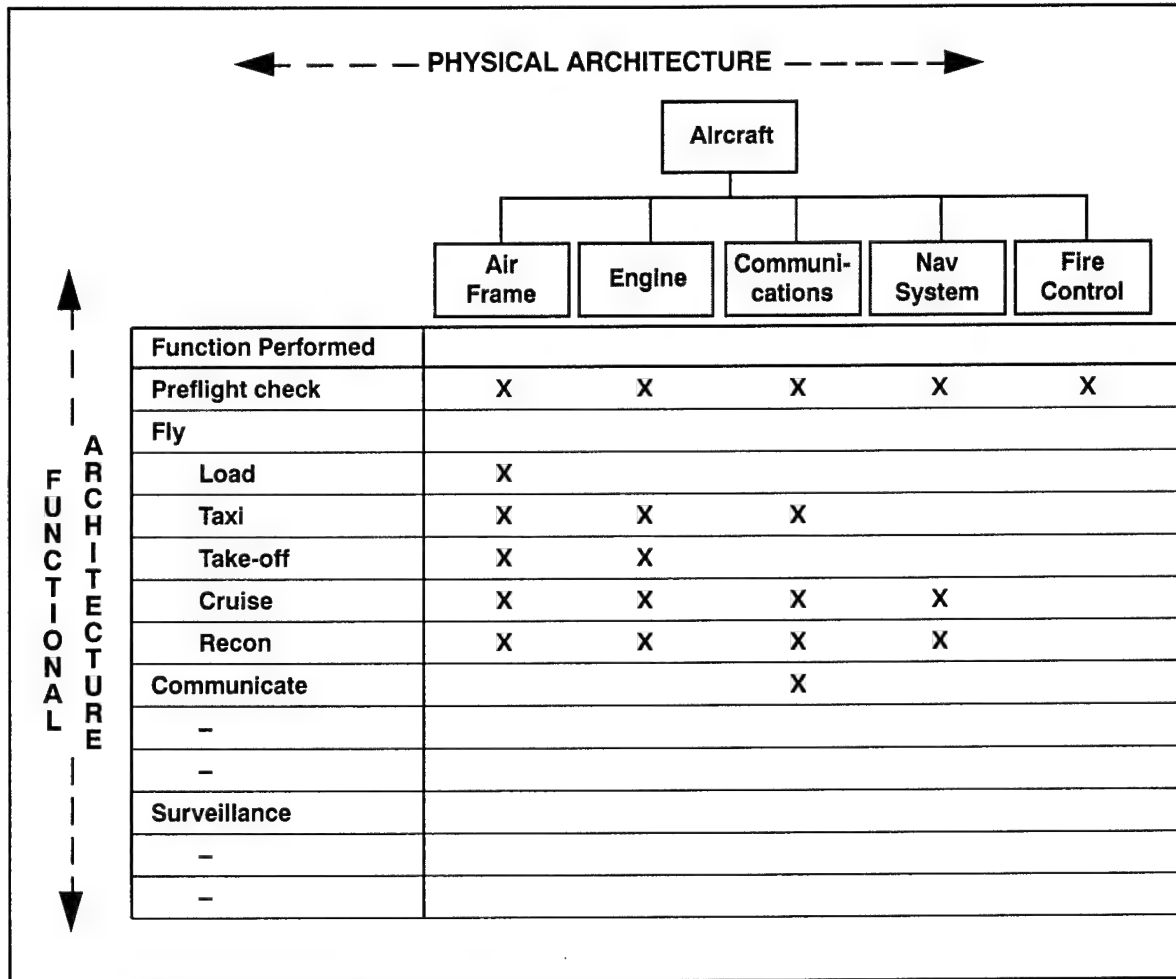 PHYSICAL ARCHITECTURE
Aircraft
Air
Frame
Engine
Communi-
cations
Nav
System
Fire
Control
FUNCTIONAL
ARCHITECTURE
Function Performed
Preflight check X X X X X
Fly
Load X
Taxi X X X
Take-off X X
Cruise X X X X
Recon X X X X
Communicate X
–
–
Surveillance
–
–